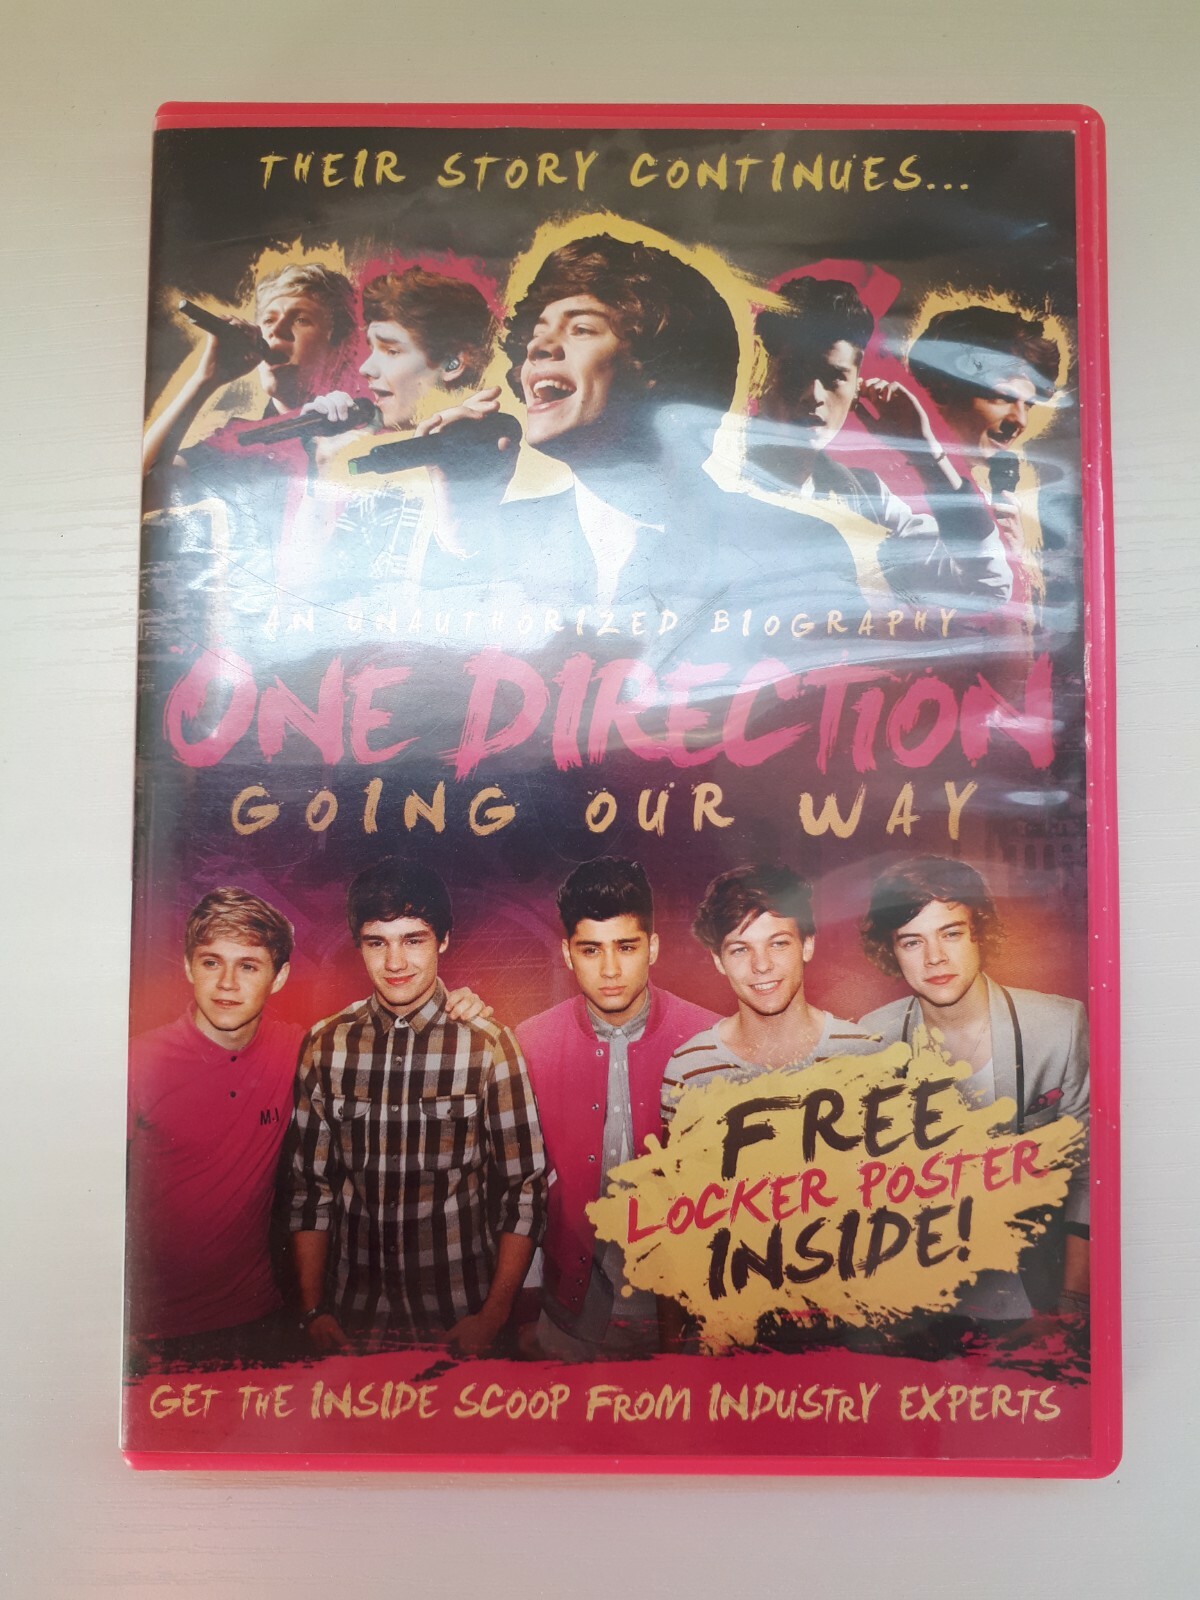 THEIR STORY CONTINUES...
AN UNAUTHORIZED BIOGRAPHY
ONE DIRECTION
GOING OUR WAY
M-1
FREE
LOCKER POSTER
INSIDE!
GET THE INSIDE SCOOP FROM INDUSTRY EXPERTS